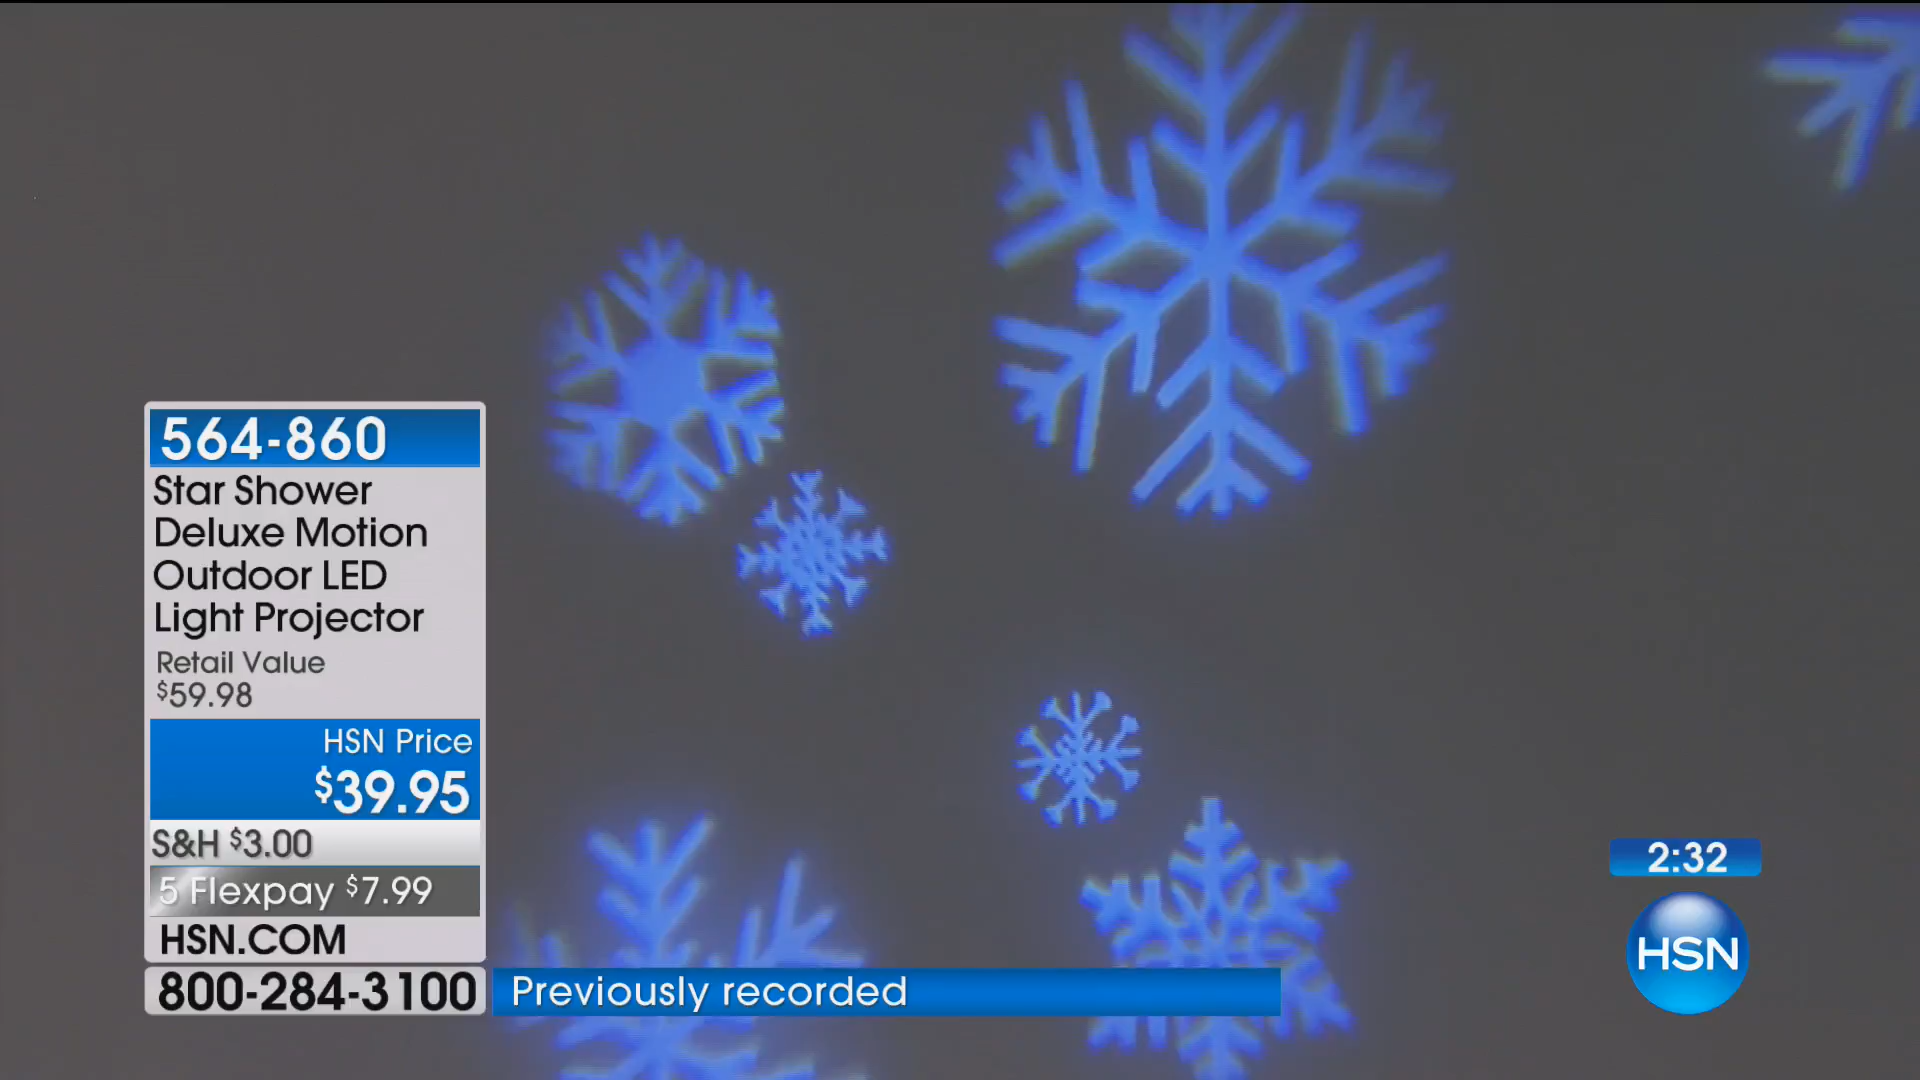 564-860
Star Shower
Deluxe Motion
Outdoor LED
Light Projector
Retail Value
$59.98
HSN Price
$39.95
S&H $3.00
5 Flexpay $7.99
HSN.COM
800-284-3100
Previously recorded
2:32
HSN